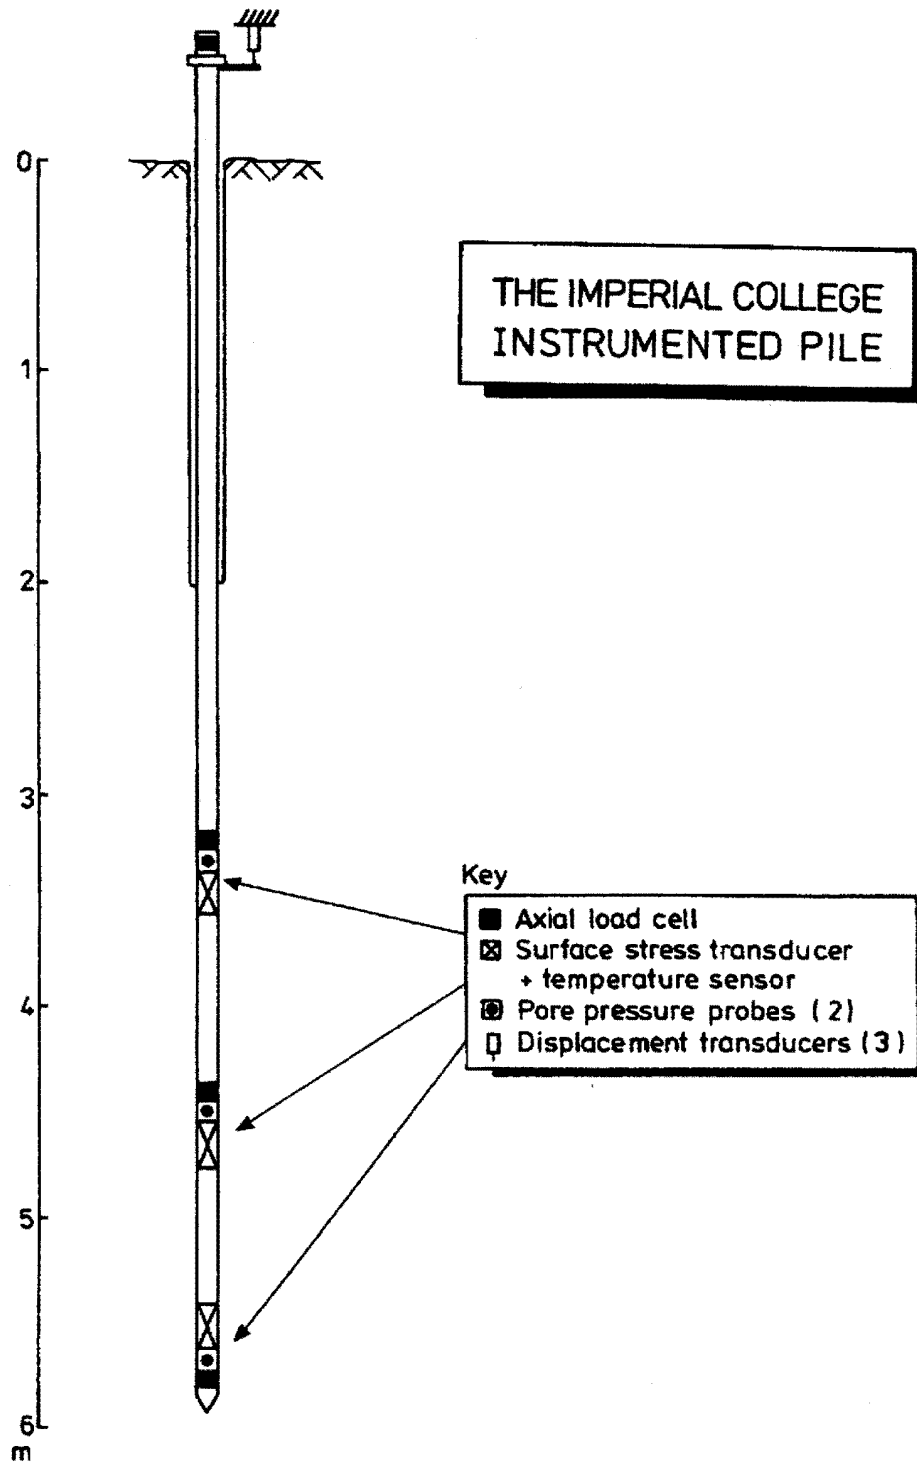 0
THE IMPERIAL COLLEGE
INSTRUMENTED PILE
1
2
3
Key
Axial load cell
Surface stress transducer
+ temperature sensor
Pore pressure probes (2)
Displacement transducers (3)
4
5
6
m